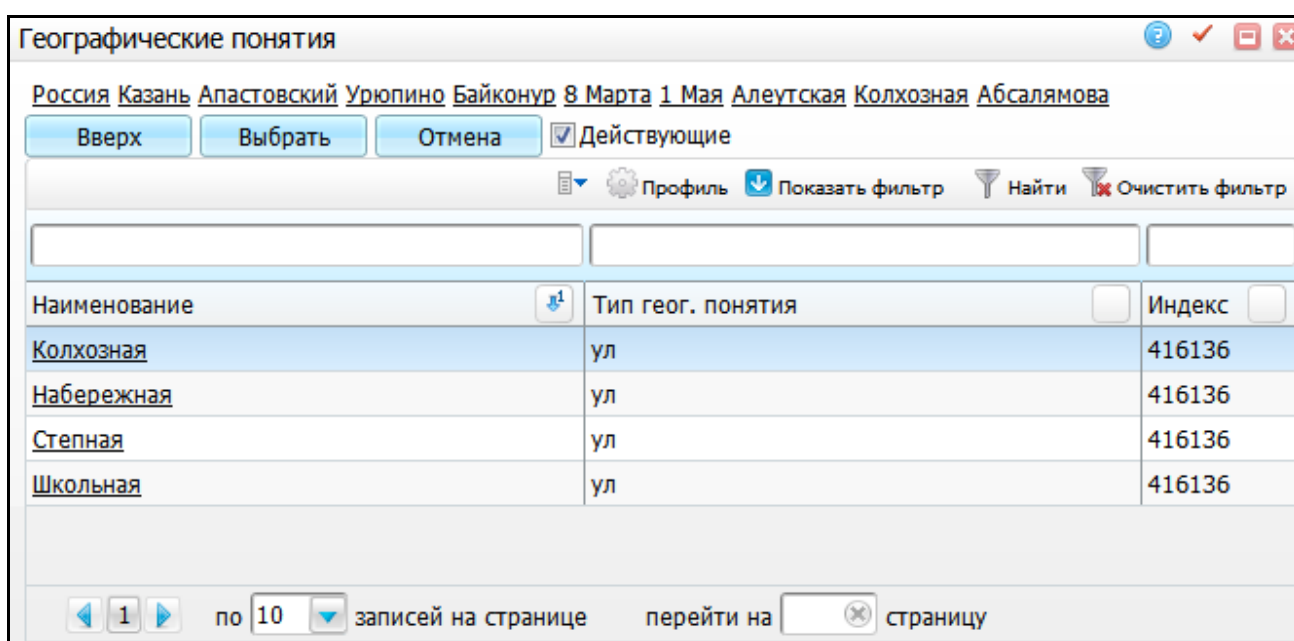 Географические понятия
Россия Казань Апастовский Урюпино Байконур 8 Марта 1 Мая Алеутская Колхозная Абсалямова
Вверх Выбрать Отмена Действующие
Профиль Показать фильтр Найти Очистить фильтр
Наименование 1 Тип геог. понятия Индекс
Колхозная ул 416136
Набережная ул 416136
Степная ул 416136
Школьная ул 416136
1 по 10 записей на странице перейти на страницу